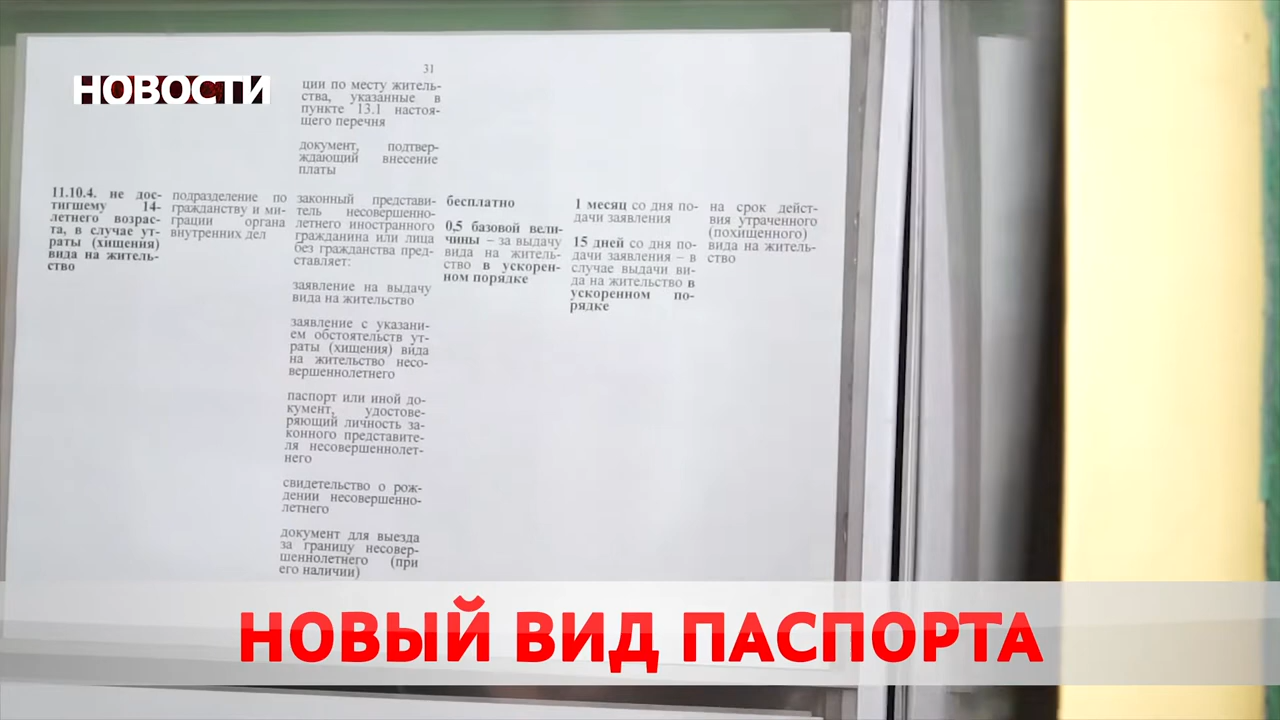 НОВОСТИ
31
ции по месту житель-
ства, указанные в
пункте 13.1 настоя-
щего перечня
документ, подтвер-
ждающий внесение
платы
11.10.4. не дос-
тигшему 14-
летнего возрас-
та, в случае ут-
раты (хищения)
вида на житель-
ство
подразделение по
гражданству и ми-
грации органа
внутренних дел
законный представи-
тель несовершенно-
летнего иностранного
гражданина или лица
без гражданства пред-
ставляет:
заявление на выдачу
вида на жительство
заявление с указани-
ем обстоятельств ут-
раты (хищения) вида
на жительство несо-
вершеннолетнего
паспорт или иной до-
кумент, удостове-
ряющий личность за-
конного представите-
ля несовершеннолет-
него
свидетельство о рож-
дении несовершенно-
летнего
документ для выезда
за границу несовер-
шеннолетнего (при
его наличии)
бесплатно
0,5 базовой вели-
чины – за выдачу
вида на житель-
ство в ускорен-
ном порядке
1 месяц со дня по-
дачи заявления
15 дней со дня по-
дачи заявления – в
случае выдачи ви-
да на жительство в
ускоренном по-
рядке
на срок дейст-
вия утраченного
(похищенного)
вида на житель-
ство
НОВЫЙ ВИД ПАСПОРТА